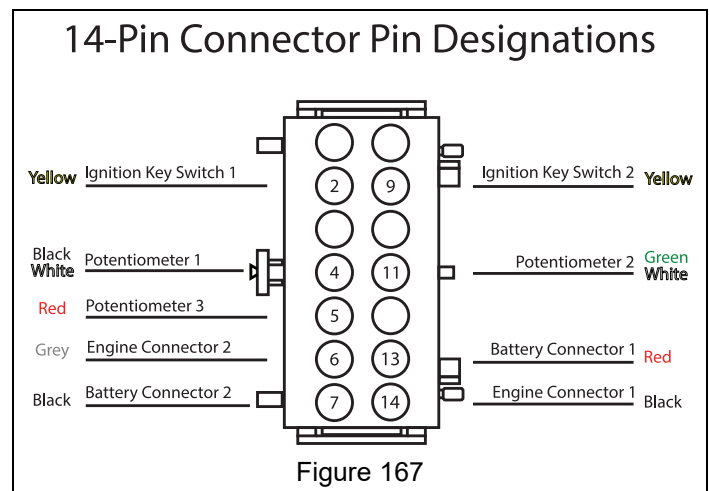 14-Pin Connector Pin Designations
Yellow Ignition Key Switch 1
2 9
Ignition Key Switch 2 Yellow
Black
White
Potentiometer 1
4 11
Potentiometer 2
Green
White
Red Potentiometer 3
5
Grey Engine Connector 2
6 13
Battery Connector 1 Red
Black Battery Connector 2
7 14
Engine Connector 1 Black
Figure 167